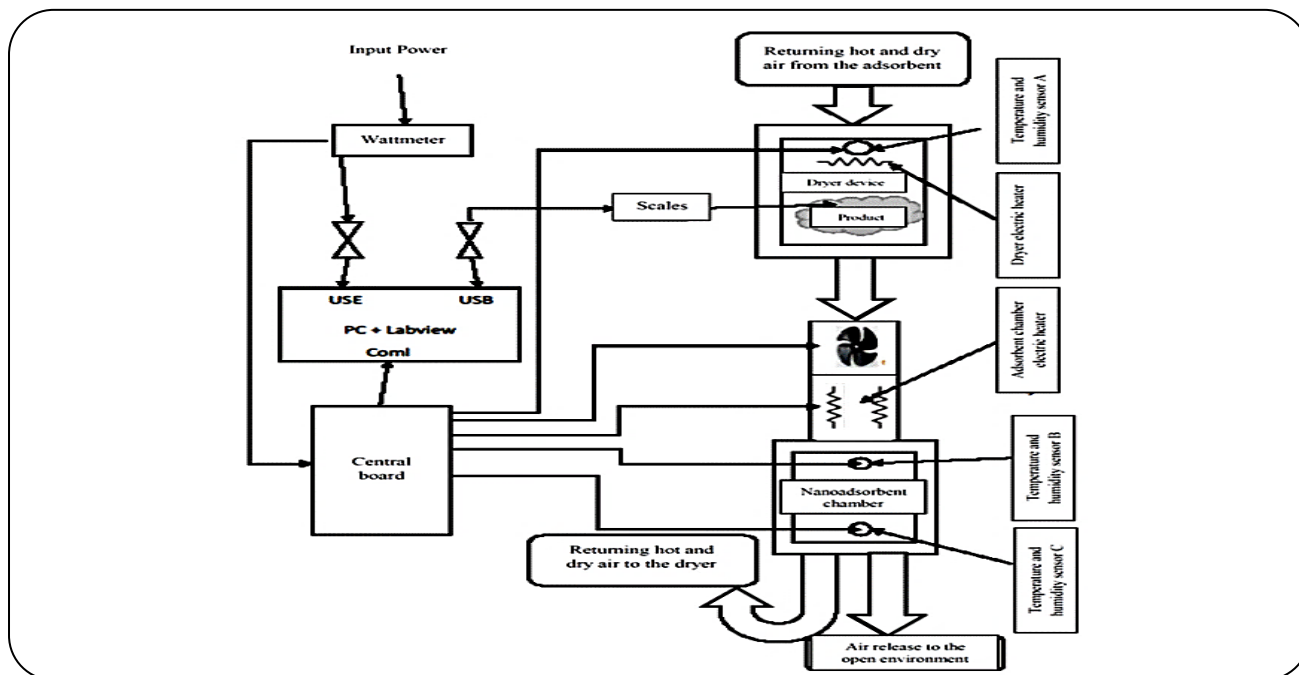 Input Power
Wattmeter
USE
USB
PC + Labview
Coml
Central
board
Scales
Returning hot and dry
air from the adsorbent
Dryer device
Product
Nanoadsorbent
chamber
Returning hot and
dry air to the dryer
Air release to the
open environment
Temperature and
humidity sensor A
Dryer electric heater
Adsorbent chamber
electric heater
Temperature and
humidity sensor B
Temperature and
humidity sensor C